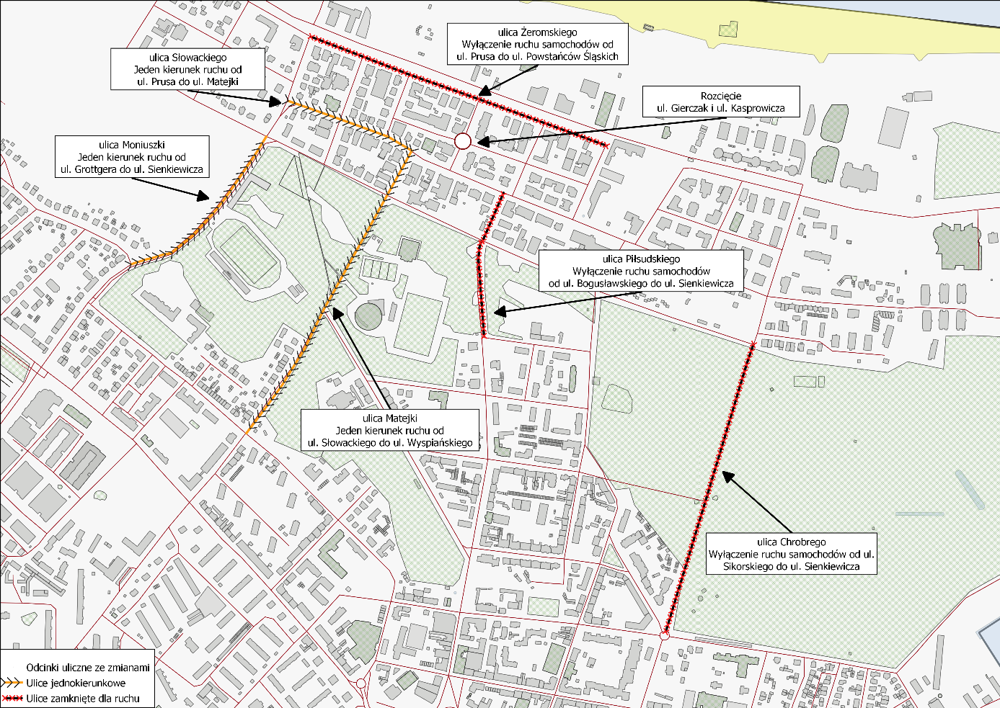 ulica Żeromskiego
Wyłączenie ruchu samochodów od
ul. Prusa do ul. Powstańców Śląskich
ulica Słowackiego
Jeden kierunek ruchu od
ul. Prusa do ul. Matejki
Rozcięcie
ul. Gierczak i ul. Kasprowicza
ulica Moniuszki
Jeden kierunek ruchu od
ul. Grottgera do ul. Sienkiewicza
ulica Piłsudskiego
Wyłączenie ruchu samochodów
od ul. Bogusławskiego do ul. Sienkiewicza
ulica Matejki
Jeden kierunek ruchu od
ul. Słowackiego do ul. Wyspiańskiego
ulica Chrobrego
Wyłączenie ruchu samochodów od ul.
Sikorskiego do ul. Sienkiewicza
Odcinki uliczne ze zmianami
Ulice jednokierunkowe
Ulice zamknięte dla ruchu